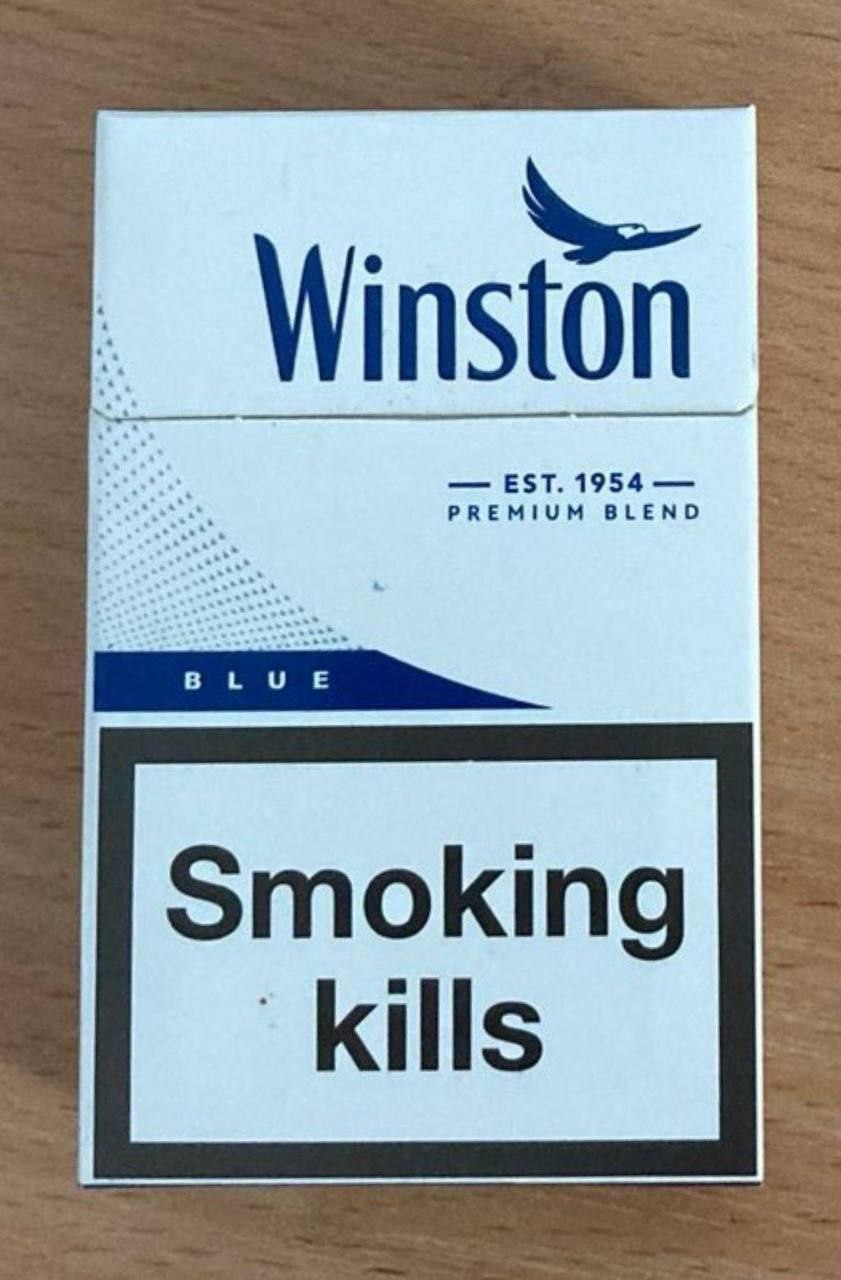 Winston
EST. 1954
PREMIUM BLEND
BLUE
Smoking
kills